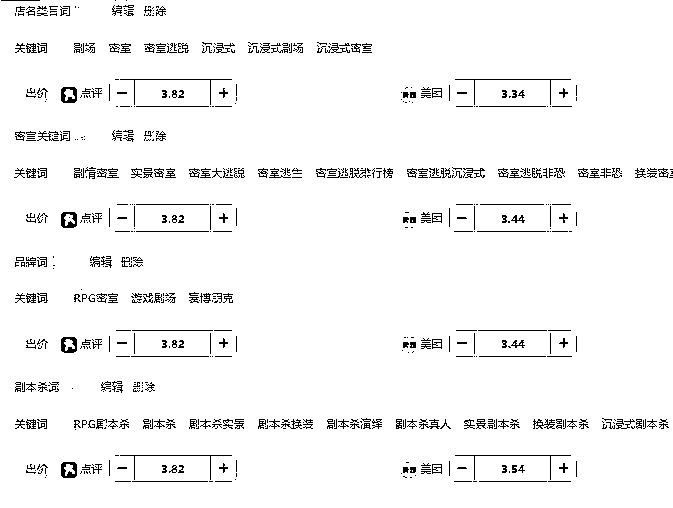 店名类目词 编辑 删除
关键词 剧场 密室 密室逃脱 沉浸式 沉浸式剧场 沉浸式密室
出价 点评 − 3.82 + 美团 − 3.34 +
密室关键词 编辑 删除
关键词 剧情密室 实景密室 密室大逃脱 密室逃生 密室逃脱排行榜 密室逃脱沉浸式 密室逃脱非恐 密室非恐 换装密室
出价 点评 − 3.82 + 美团 − 3.44 +
品牌词 编辑 删除
关键词 RPG密室 游戏剧场 赛博朋克
出价 点评 − 3.82 + 美团 − 3.44 +
剧本杀词 编辑 删除
关键词 RPG剧本杀 剧本杀 剧本杀实景 剧本杀换装 剧本杀演绎 剧本杀真人 实景剧本杀 换装剧本杀 沉浸式剧本杀
出价 点评 − 3.82 + 美团 − 3.54 +